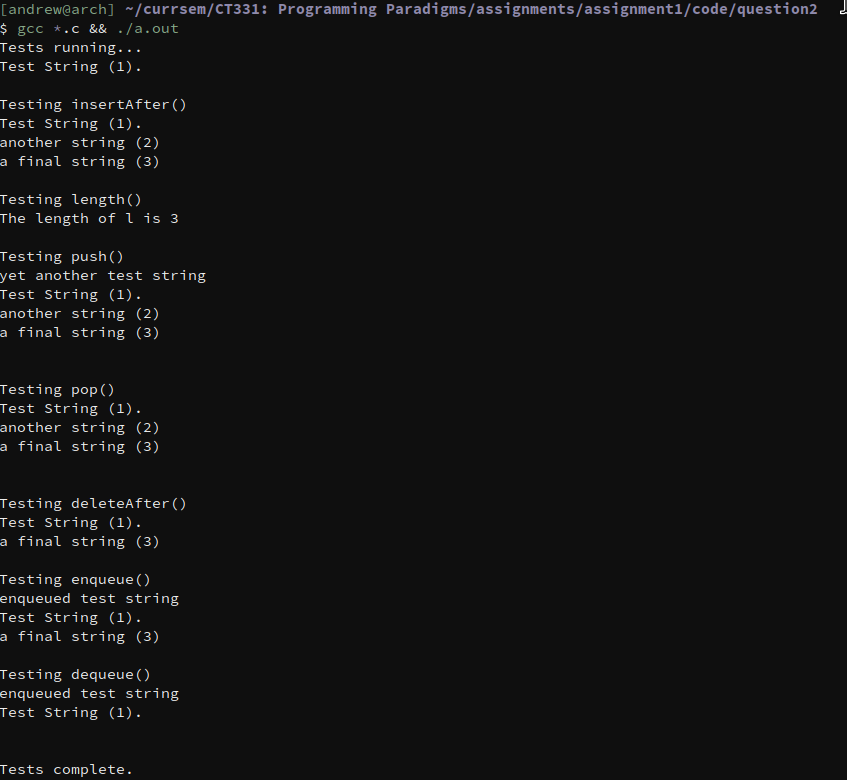 [andrew@arch] ~/currsem/CT331: Programming Paradigms/assignments/assignment1/code/question2
$ gcc *.c && ./a.out
Tests running...
Test String (1).
Testing insertAfter()
Test String (1).
another string (2)
a final string (3)
Testing length()
The length of l is 3
Testing push()
yet another test string
Test String (1).
another string (2)
a final string (3)
Testing pop()
Test String (1).
another string (2)
a final string (3)
Testing deleteAfter()
Test String (1).
a final string (3)
Testing enqueue()
enqueued test string
Test String (1).
a final string (3)
Testing dequeue()
enqueued test string
Test String (1).
Tests complete.